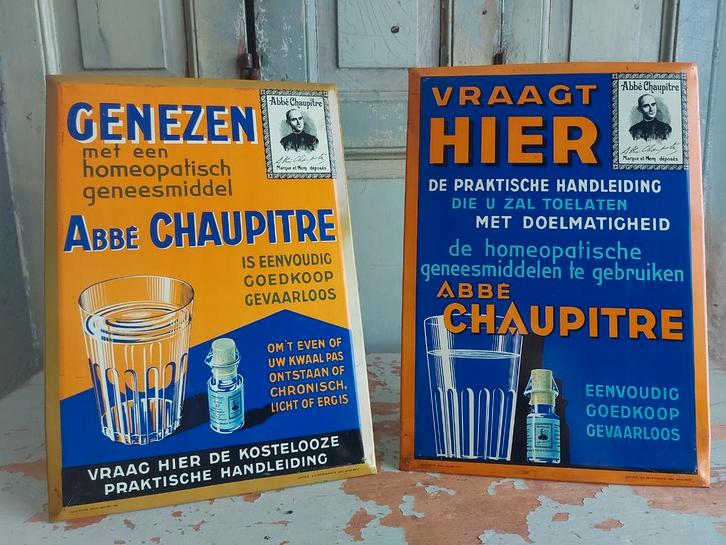 GENEZEN
met een
homeopatisch
geneesmiddel
ABBÉ CHAUPITRE
IS EENVOUDIG
GOEDKOOP
GEVAARLOOS
OM'T EVEN OF
UW KWAAL PAS
ONTSTAAN OF
CHRONISCH,
LICHT OF ERG IS
VRAAG HIER DE KOSTELOOZE
PRAKTISCHE HANDLEIDING
Abbé Chaupitre
Marque et Nom déposés
VRAAGT
HIER
DE PRAKTISCHE HANDLEIDING
DIE U ZAL TOELATEN
MET DOELMATIGHEID
de homeopatische
geneesmiddelen te gebruiken
ABBÉ
CHAUPITRE
EENVOUDIG
GOEDKOOP
GEVAARLOOS
Abbé Chaupitre
Marque et Nom déposés